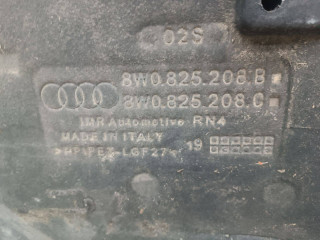 02S
8W0.825.208.B
8W0.825.208.C
IMR Automotive RN4
MADE IN ITALY
19